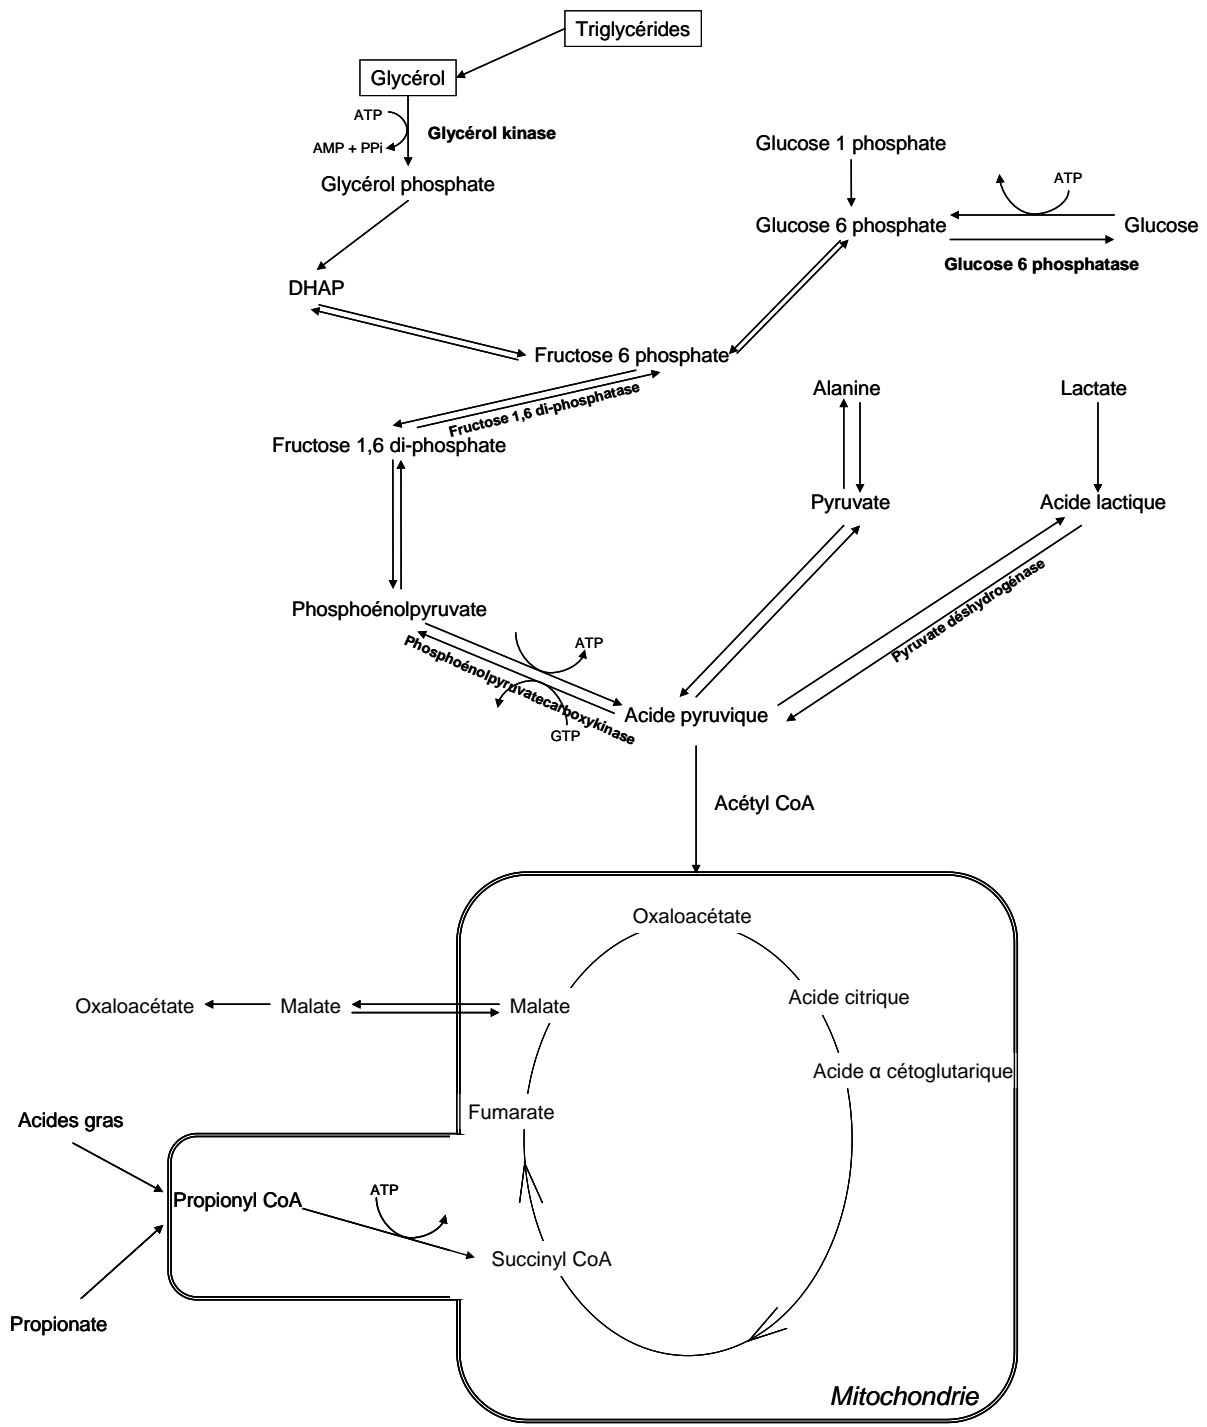 Triglycérides
Glycérol
ATP
Glycérol kinase
AMP + PPi
Glycérol phosphate
Glucose 1 phosphate
ATP
Glucose 6 phosphate
Glucose
Glucose 6 phosphatase
DHAP
Fructose 6 phosphate
Fructose 1,6 di-phosphatase
Fructose 1,6 di-phosphate
Alanine
Lactate
Pyruvate
Acide lactique
Pyruvate déshydrogénase
Phosphoénolpyruvate
ATP
Phosphoénolpyruvatecarboxykinase
GTP
Acide pyruvique
Acétyl CoA
Oxaloacétate
Acide citrique
Oxaloacétate
Malate
Malate
Acide α cétoglutarique
Fumarate
Acides gras
Propionyl CoA
ATP
Succinyl CoA
Propionate
Mitochondrie